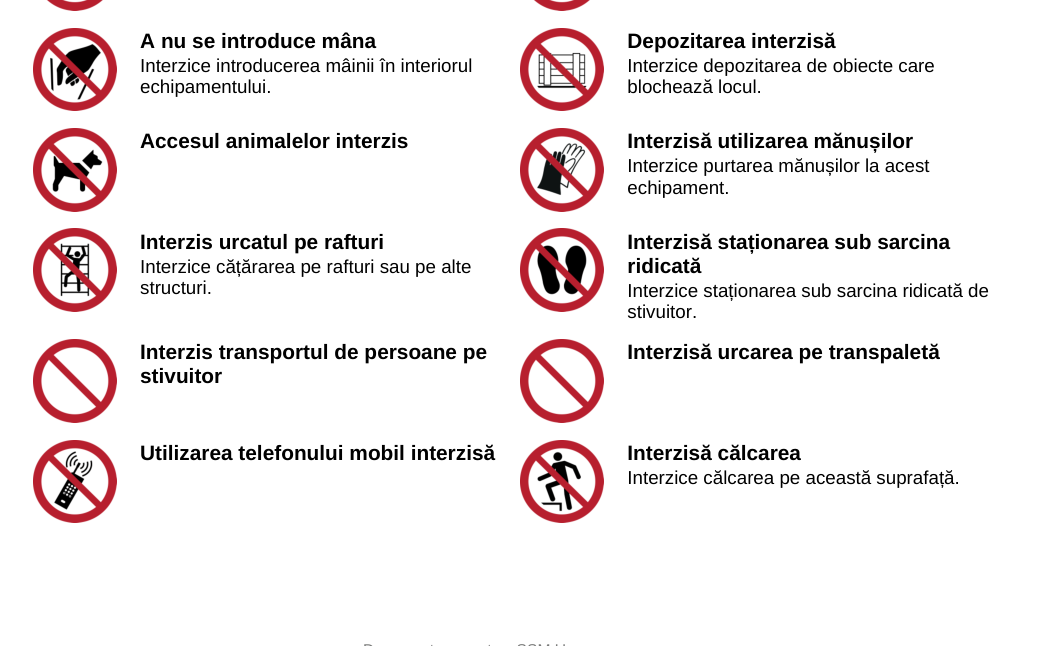 A nu se introduce mâna
Interzice introducerea mâinii în interiorul
echipamentului.
Depozitarea interzisă
Interzice depozitarea de obiecte care
blochează locul.
Accesul animalelor interzis
Interzisă utilizarea mănușilor
Interzice purtarea mănușilor la acest
echipament.
Interzis urcatul pe rafturi
Interzice cățărarea pe rafturi sau pe alte
structuri.
Interzisă staționarea sub sarcina
ridicată
Interzice staționarea sub sarcina ridicată de
stivuitor.
Interzis transportul de persoane pe
stivuitor
Interzisă urcarea pe transpaletă
Utilizarea telefonului mobil interzisă
Interzisă călcarea
Interzice călcarea pe această suprafață.